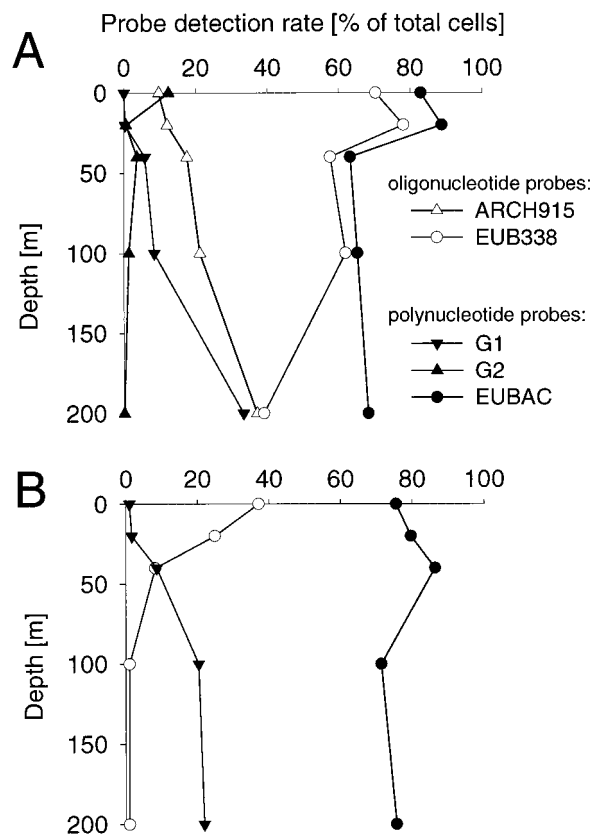 Probe detection rate [% of total cells]
A
0 20 40 60 80 100
0
50
100
150
200
Depth [m]
oligonucleotide probes:
ARCH915
EUB338
polynucleotide probes:
G1
G2
EUBAC
B
0 20 40 60 80 100
0
50
100
150
200
Depth [m]